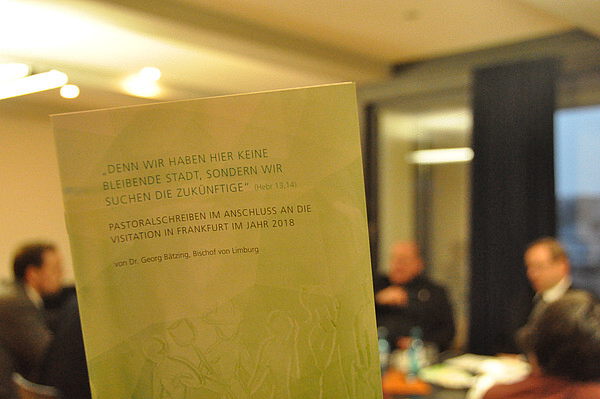 „DENN WIR HABEN HIER KEINE
BLEIBENDE STADT, SONDERN WIR
SUCHEN DIE ZUKÜNFTIGE“ (Hebr 13,14)
PASTORALSCHREIBEN IM ANSCHLUSS AN DIE
VISITATION IN FRANKFURT IM JAHR 2018
von Dr. Georg Bätzing, Bischof von Limburg